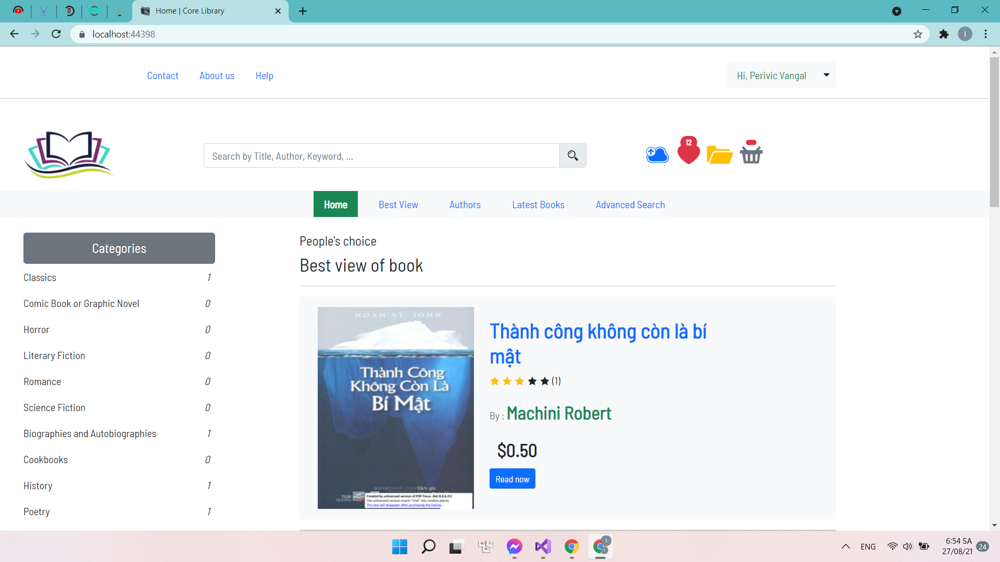 Home | Core Library
localhost:44398
I
Contact
About us
Help
Hi, Perivic Vangal
Search by Title, Author, Keyword, ...
12
Home
Best View
Authors
Latest Books
Advanced Search
Categories
Classics 1
Comic Book or Graphic Novel 0
Horror 0
Literary Fiction 0
Romance 0
Science Fiction 0
Biographies and Autobiographies 1
Cookbooks 0
History 1
Poetry 1
People's choice
Best view of book
NOAH ST. JOHN
Thành Công
Không Còn Là
Bí Mật
vinabook.com Dịch giả:
TGM
BOOKS
Created by unlicensed version of PDF Focus .Net 8.0.6.21!
The unlicensed version inserts "trial" into random places.
This text will disappear after purchasing the license.
Thành công không còn là bí
mật
(1)
By : Machini Robert
$0.50
Read now
ENG
6:54 SA
27/08/21
24